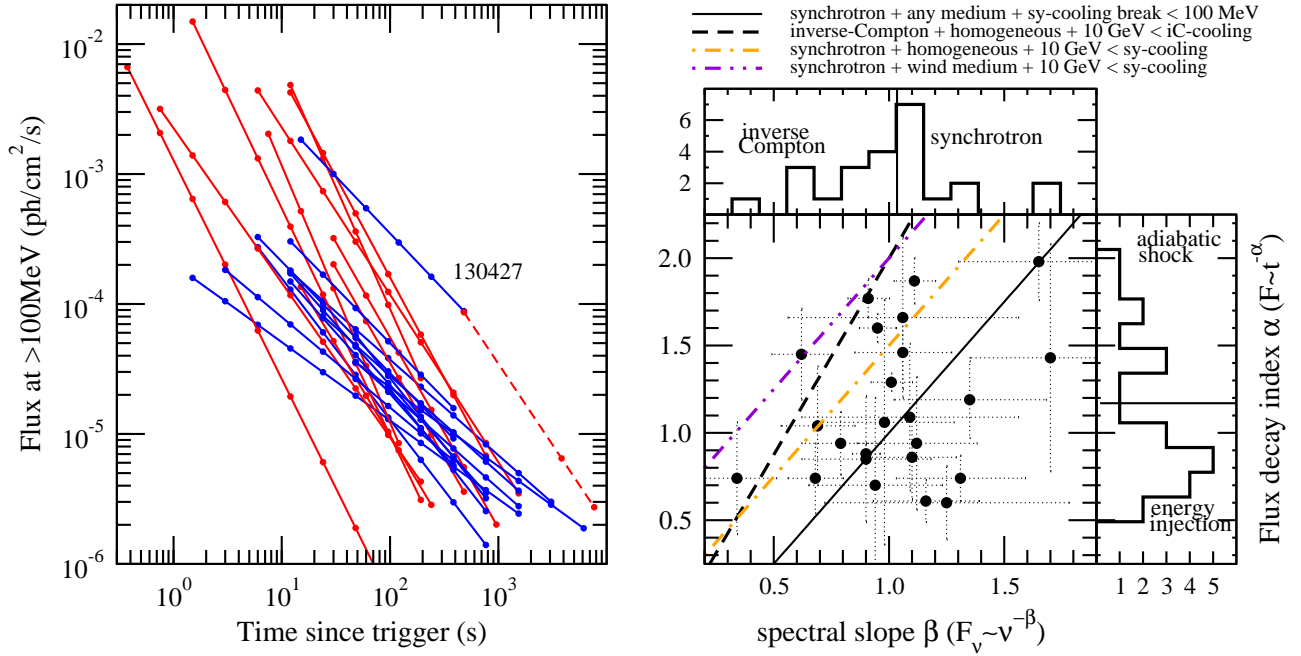 synchrotron + any medium + sy-cooling break < 100 MeV
inverse-Compton + homogeneous + 10 GeV < iC-cooling
synchrotron + homogeneous + 10 GeV < sy-cooling
synchrotron + wind medium + 10 GeV < sy-cooling
10^-2
10^-3
10^-4
10^-5
10^-6
Flux at >100MeV (ph/cm^2/s)
130427
10^0
10^1
10^2
10^3
Time since trigger (s)
6
4
2
inverse
Compton
synchrotron
2.0
1.5
1.0
0.5
0.5
1.0
1.5
spectral slope β (F_ν~ν^-β)
adiabatic
shock
energy
injection
1 2 3 4 5
Flux decay index α (F~t^-α)